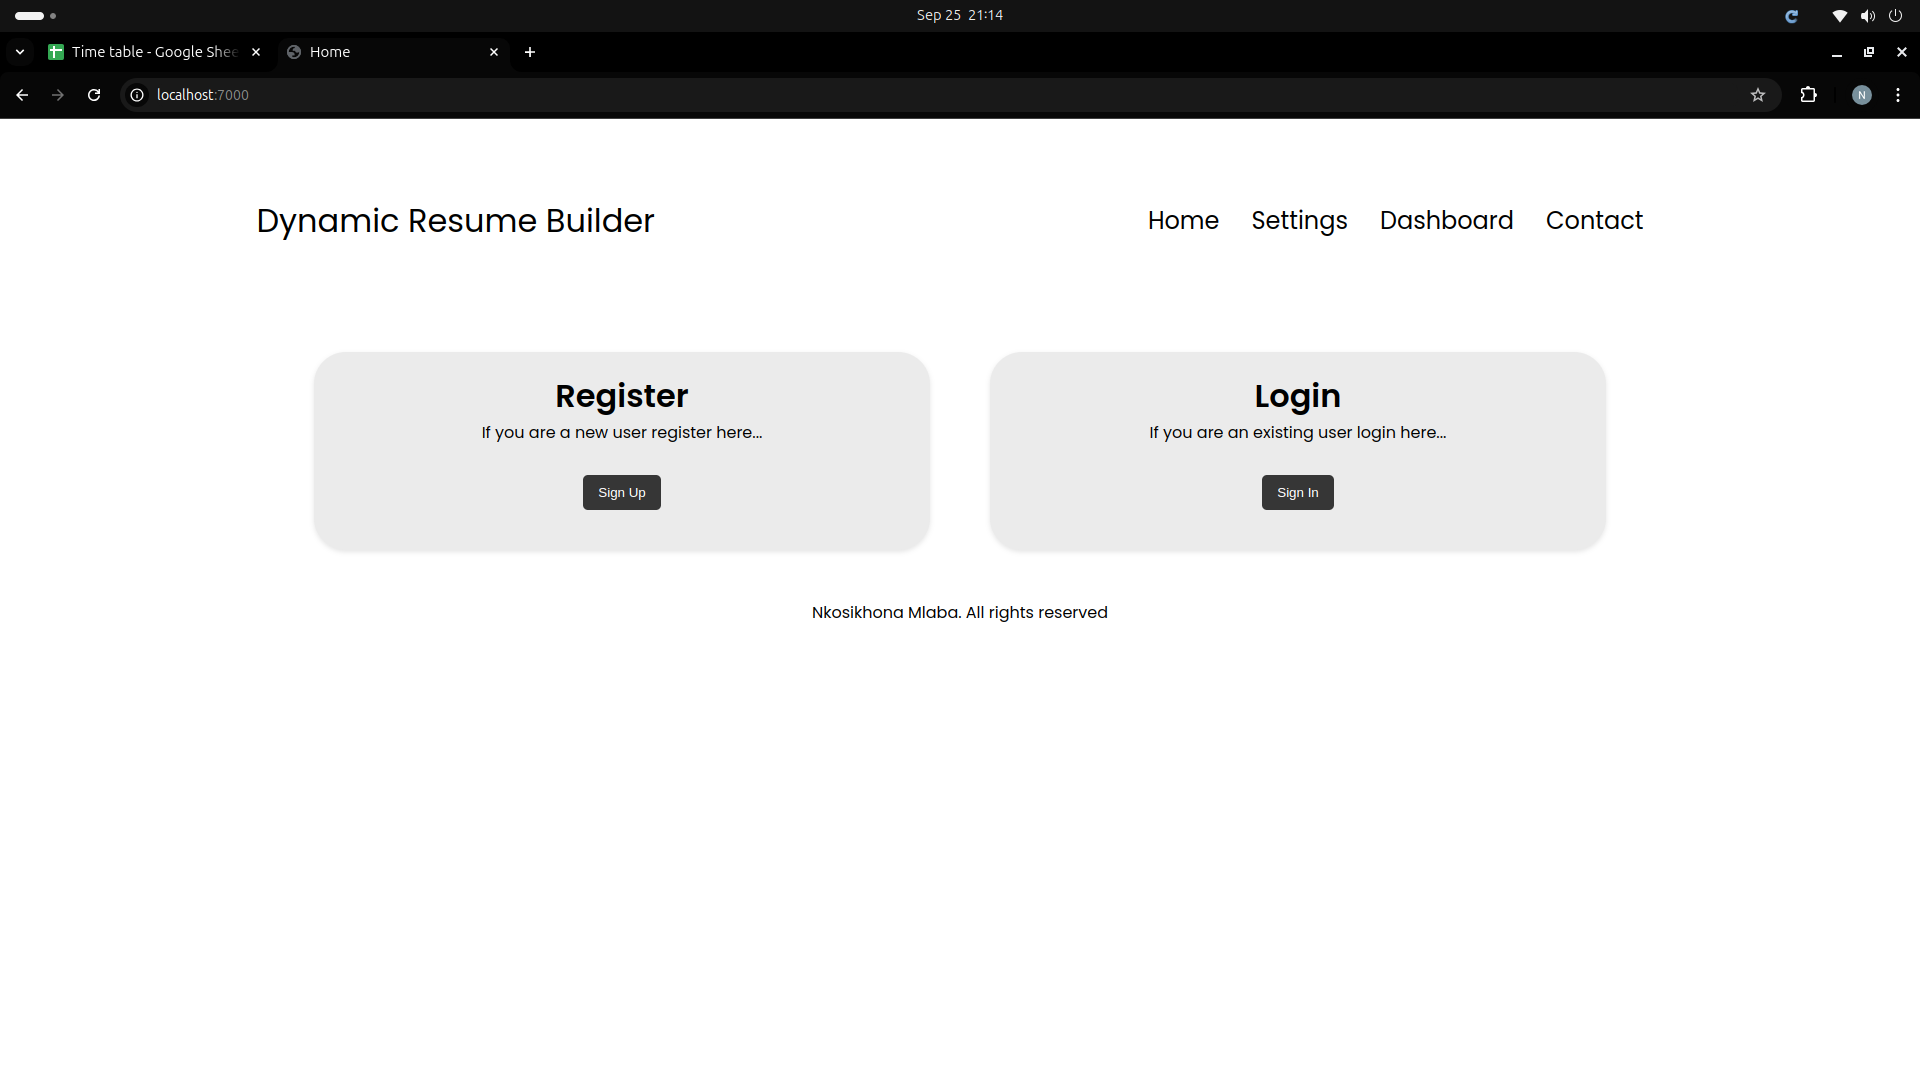 Sep 25 21:14
Time table - Google Shee
Home
localhost:7000
N
Dynamic Resume Builder
Home Settings Dashboard Contact
Register
If you are a new user register here...
Sign Up
Login
If you are an existing user login here...
Sign In
Nkosikhona Mlaba. All rights reserved